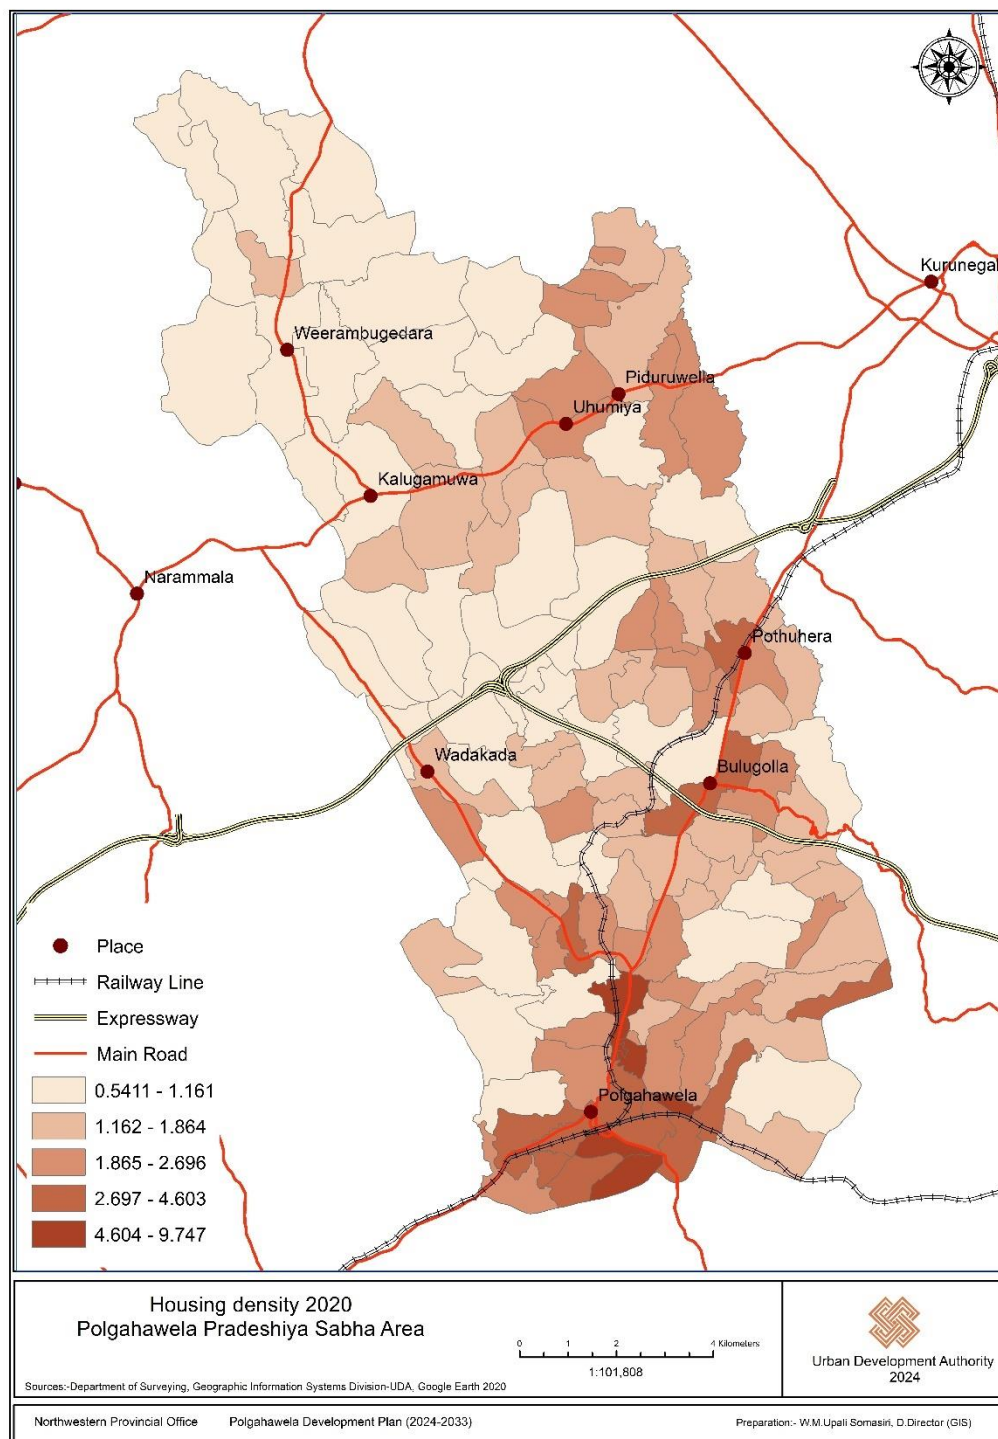 Kurunegal
Weerambugedara
Piduruwella
Uhumiya
Kalugamuwa
Narammala
Pothuhera
Wadakada
Bulugolla
Polgahawela
Place
Railway Line
Expressway
Main Road
0.5411 - 1.161
1.162 - 1.864
1.865 - 2.696
2.697 - 4.603
4.604 - 9.747
Housing density 2020
Polgahawela Pradeshiya Sabha Area
0 1 2 4 Kilometers
1:101,808
Sources:-Department of Surveying, Geographic Information Systems Division-UDA, Google Earth 2020
Urban Development Authority
2024
Northwestern Provincial Office
Polgahawela Development Plan (2024-2033)
Preparation:- W.M.Upali Somasiri, D.Director (GIS)